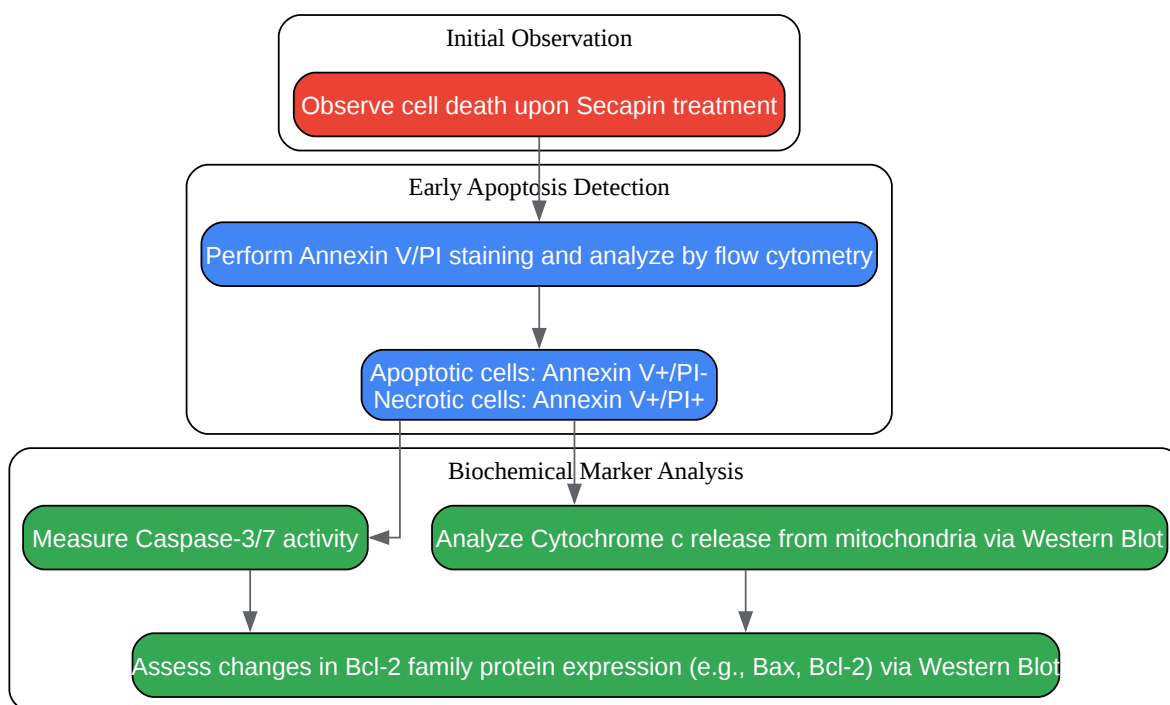 Initial Observation
Observe cell death upon Secapin treatment
Early Apoptosis Detection
Perform Annexin V/PI staining and analyze by flow cytometry
Apoptotic cells: Annexin V+/PI-
Necrotic cells: Annexin V+/PI+
Biochemical Marker Analysis
Measure Caspase-3/7 activity
Analyze Cytochrome c release from mitochondria via Western Blot
Assess changes in Bcl-2 family protein expression (e.g., Bax, Bcl-2) via Western Blot